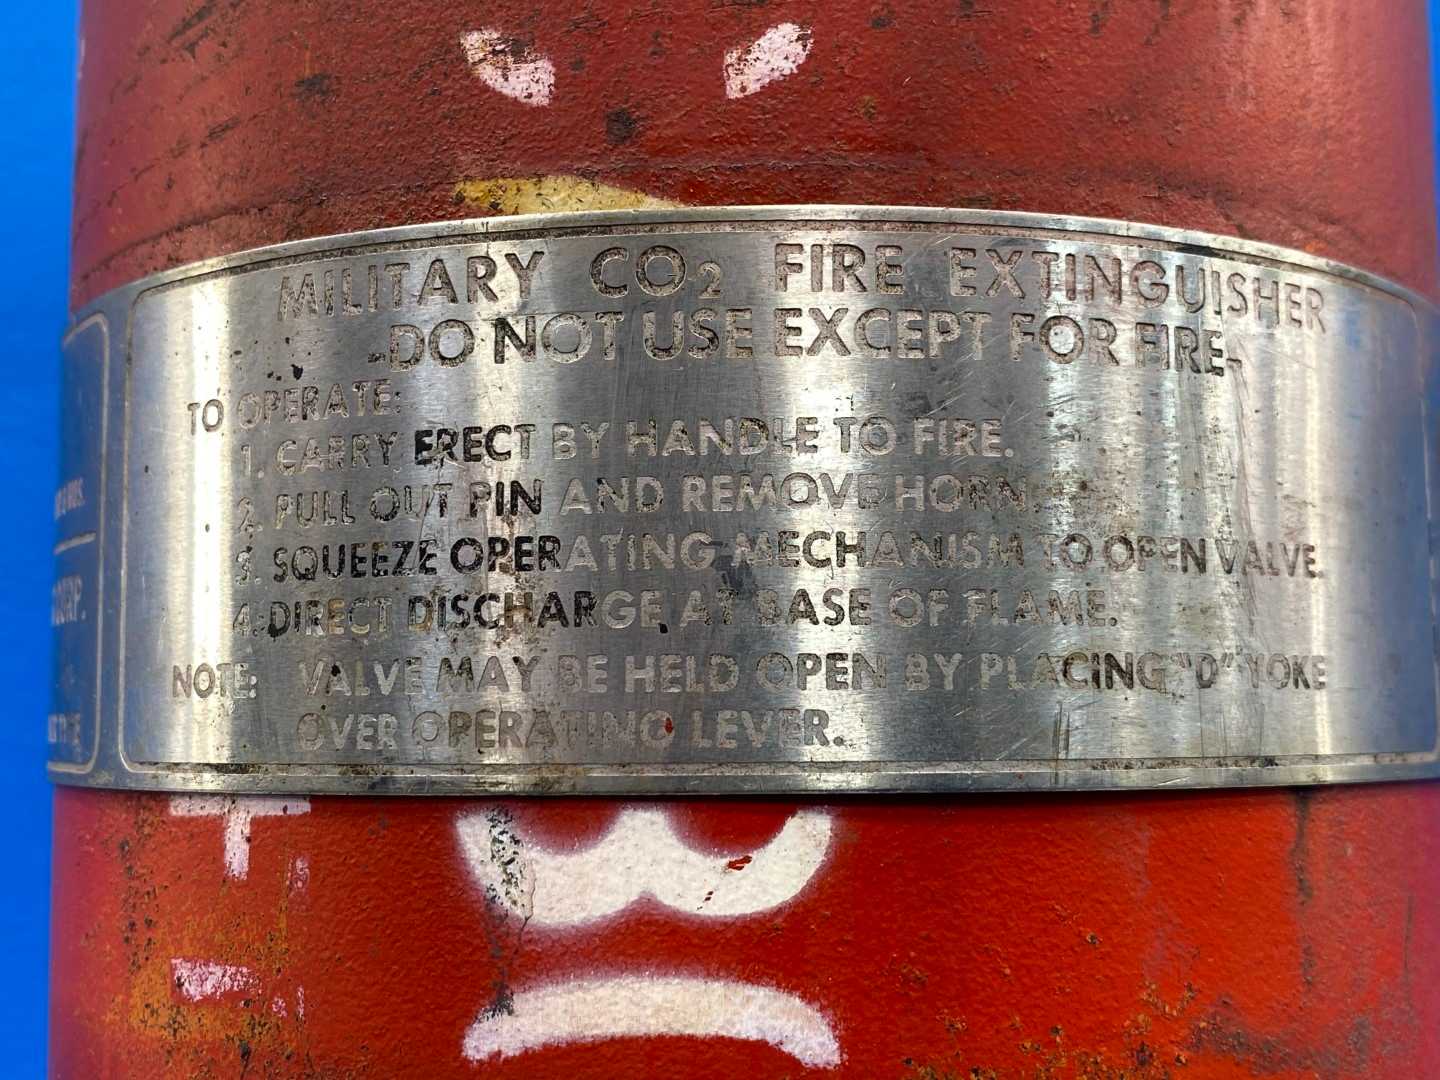 MILITARY CO2 FIRE EXTINGUISHER
-DO NOT USE EXCEPT FOR FIRE-
TO OPERATE:
1. CARRY ERECT BY HANDLE TO FIRE.
2. PULL OUT PIN AND REMOVE HORN.
3. SQUEEZE OPERATING MECHANISM TO OPEN VALVE.
4. DIRECT DISCHARGE AT BASE OF FLAME.
NOTE: VALVE MAY BE HELD OPEN BY PLACING "D" YOKE
OVER OPERATING LEVER.